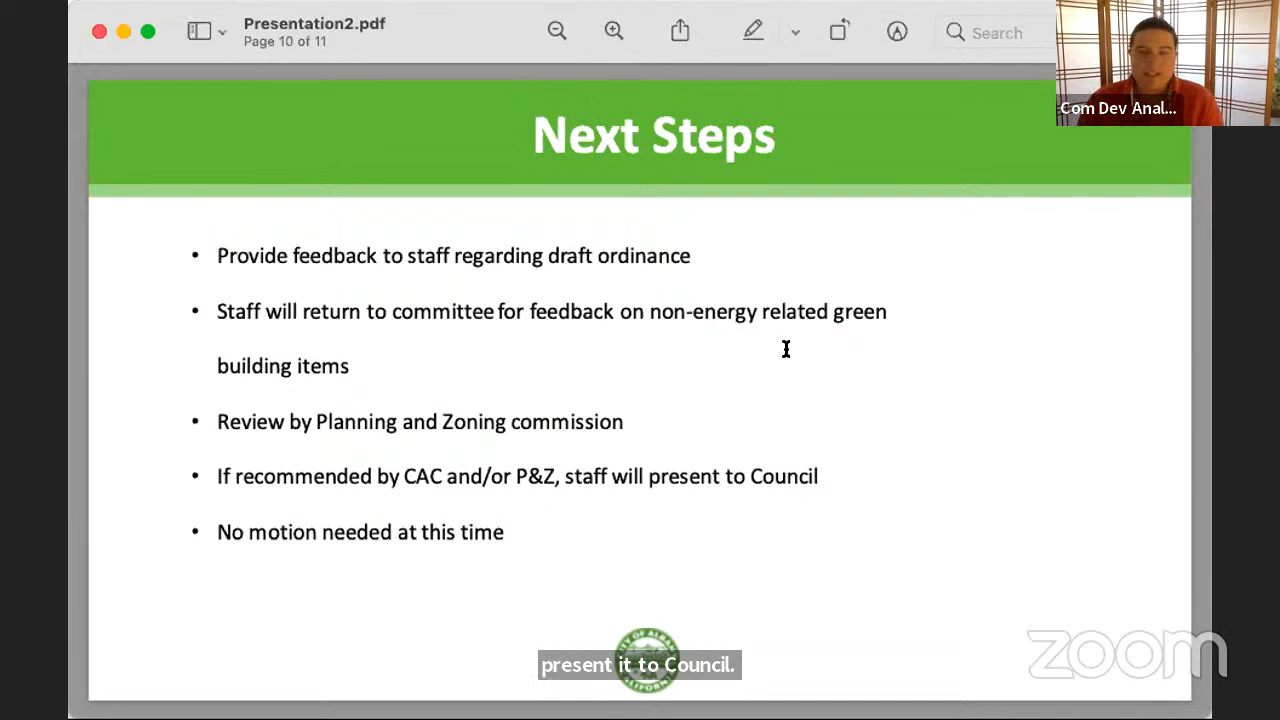 Presentation2.pdf
Page 10 of 11
Search
Com Dev Anal...
Next Steps
• Provide feedback to staff regarding draft ordinance
• Staff will return to committee for feedback on non-energy related green
building items
• Review by Planning and Zoning commission
• If recommended by CAC and/or P&Z, staff will present to Council
• No motion needed at this time
present it to Council.
zoom